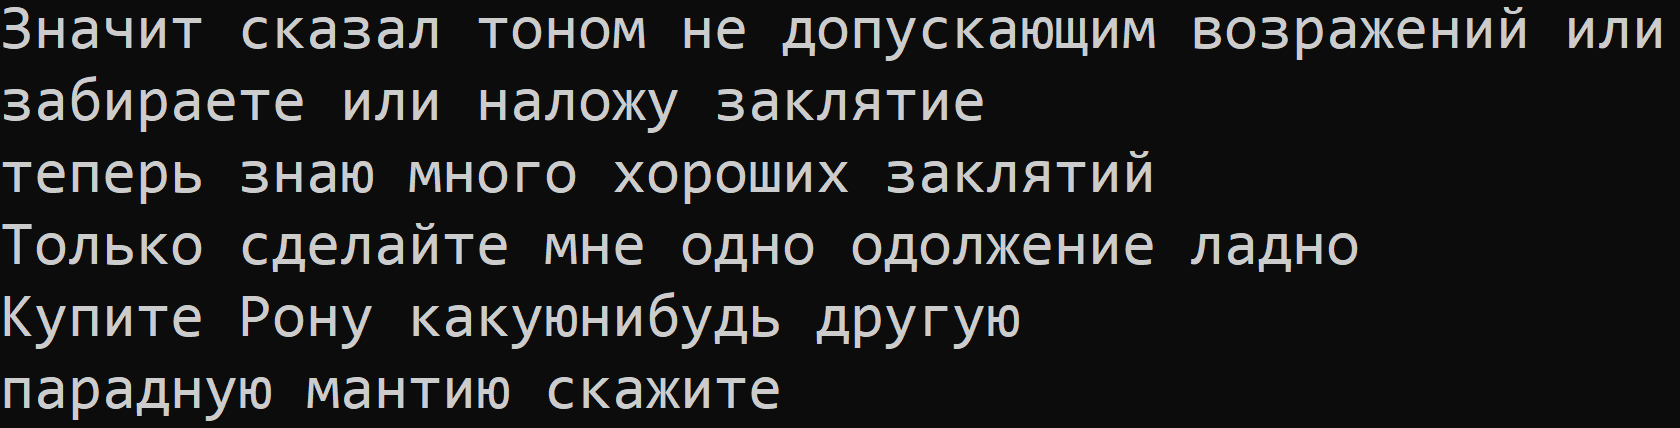 Значит сказал тоном не допускающим возражений или
забираете или наложу заклятие
теперь знаю много хороших заклятий
Только сделайте мне одно одолжение ладно
Купите Рону какуюнибудь другую
парадную мантию скажите